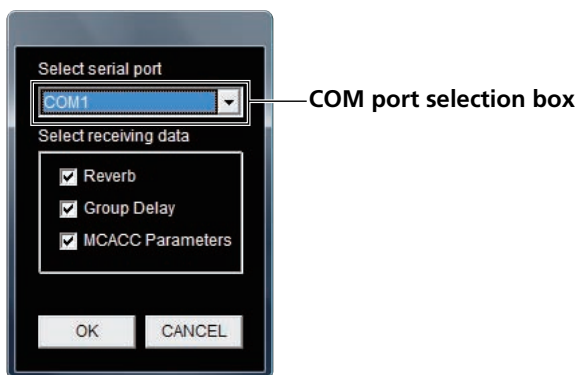 Select serial port
COM1
COM port selection box
Select receiving data
Reverb
Group Delay
MCACC Parameters
OK
CANCEL